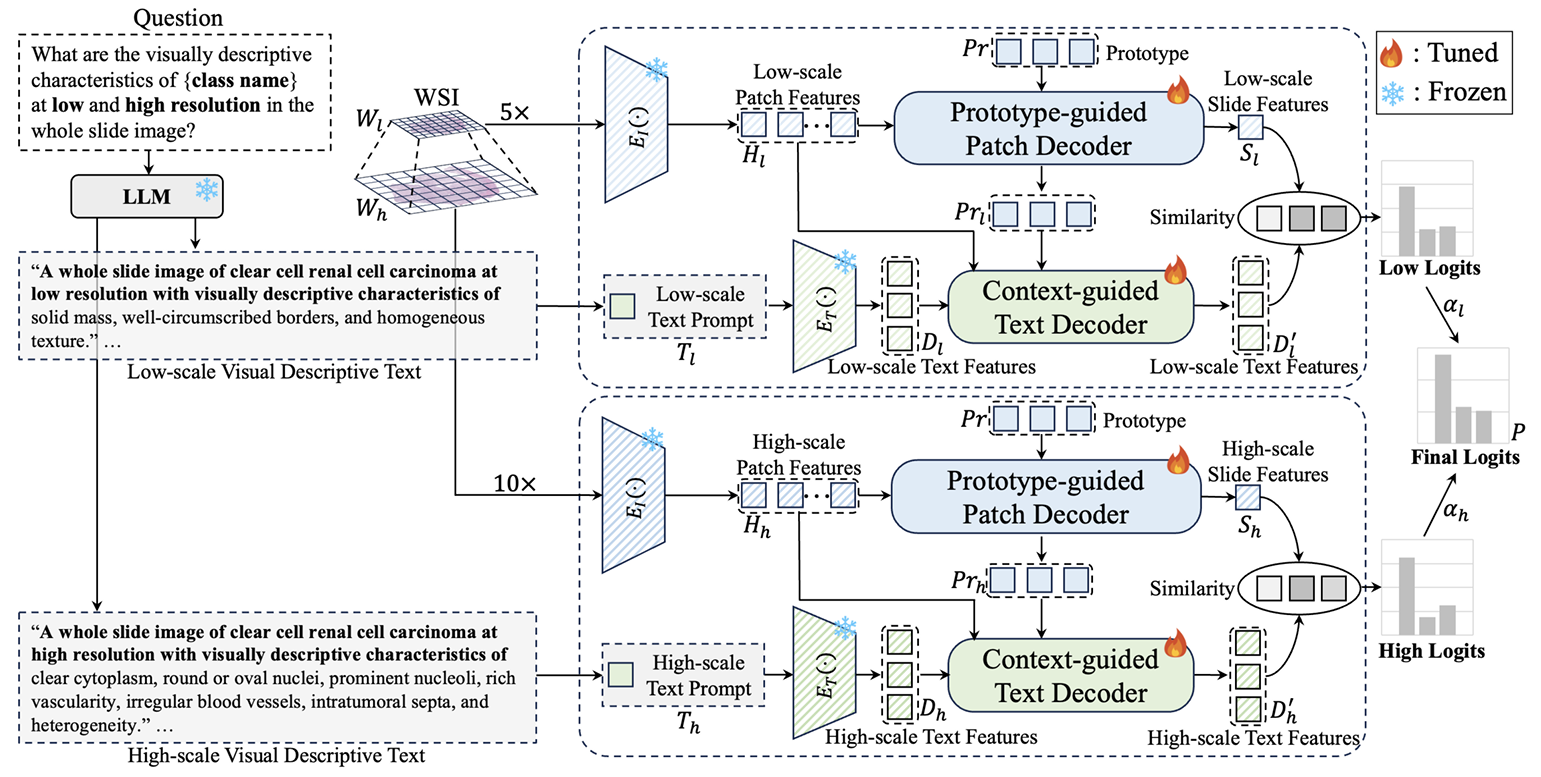 Question
What are the visually descriptive
characteristics of {class name}
at low and high resolution in the
whole slide image?
LLM
WSI
W_l
W_h
5×
10×
“A whole slide image of clear cell renal cell carcinoma at
low resolution with visually descriptive characteristics of
solid mass, well-circumscribed borders, and homogeneous
texture.” …
Low-scale Visual Descriptive Text
“A whole slide image of clear cell renal cell carcinoma at
high resolution with visually descriptive characteristics of
clear cytoplasm, round or oval nuclei, prominent nucleoli, rich
vascularity, irregular blood vessels, intratumoral septa, and
heterogeneity.” …
High-scale Visual Descriptive Text
E_I(·)
Low-scale
Patch Features
H_l
Pr
Prototype
Prototype-guided
Patch Decoder
Low-scale
Slide Features
S_l
Pr_l
Similarity
Low-scale
Text Prompt
T_l
E_T(·)
D_l
Low-scale Text Features
Context-guided
Text Decoder
D′_l
Low-scale Text Features
E_I(·)
High-scale
Patch Features
H_h
Pr
Prototype
Prototype-guided
Patch Decoder
High-scale
Slide Features
S_h
Pr_h
Similarity
High-scale
Text Prompt
T_h
E_T(·)
D_h
High-scale Text Features
Context-guided
Text Decoder
D′_h
High-scale Text Features
: Tuned
: Frozen
Low Logits
α_l
P
Final Logits
α_h
High Logits